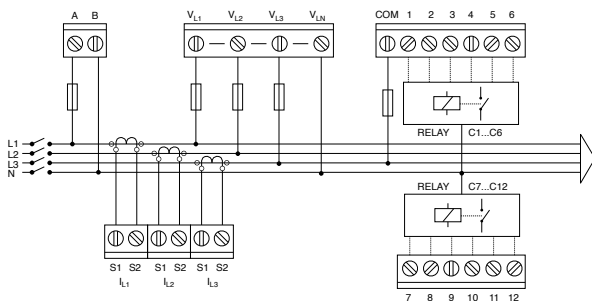 A B
VL1 VL2 VL3 VLN
COM 1 2 3 4 5 6
RELAY C1...C6
L1
L2
L3
N
RELAY C7...C12
S1 S2 S1 S2 S1 S2
IL1 IL2 IL3
7 8 9 10 11 12